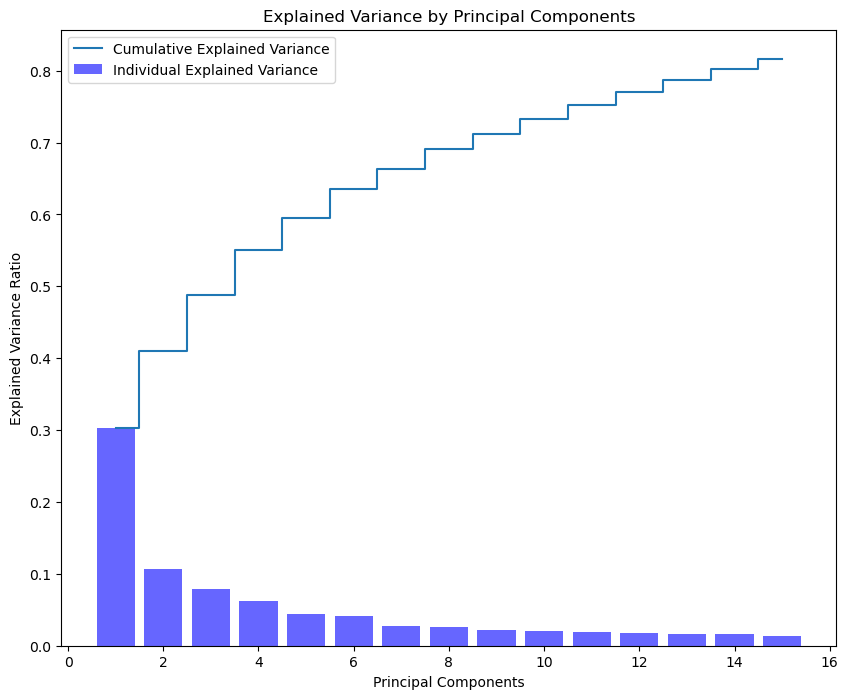 Explained Variance by Principal Components
Cumulative Explained Variance
Individual Explained Variance
Explained Variance Ratio
0.8
0.7
0.6
0.5
0.4
0.3
0.2
0.1
0.0
0 2 4 6 8 10 12 14 16
Principal Components